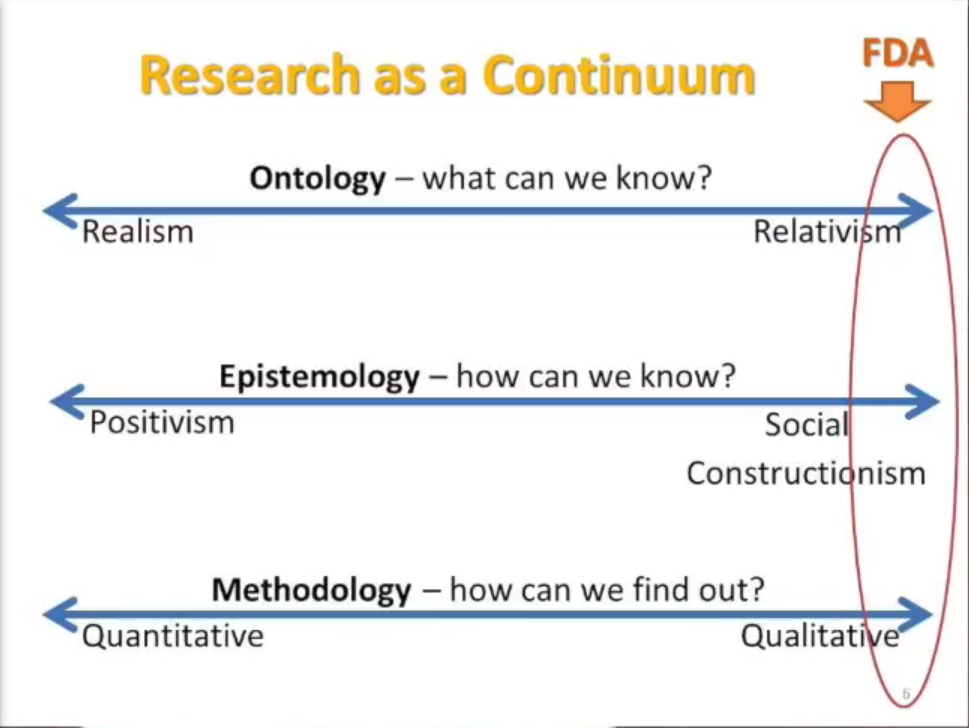 FDA
Research as a Continuum
Ontology – what can we know?
Realism
Relativism
Epistemology – how can we know?
Positivism
Social
Constructionism
Methodology – how can we find out?
Quantitative
Qualitative
6